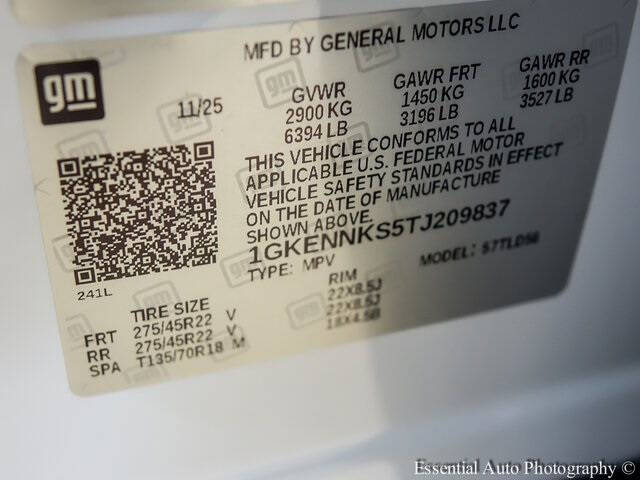 MFD BY GENERAL MOTORS LLC
gm
11/25
GVWR
2900 KG
6394 LB
GAWR FRT
1450 KG
3196 LB
GAWR RR
1600 KG
3527 LB
THIS VEHICLE CONFORMS TO ALL
APPLICABLE U.S. FEDERAL MOTOR
VEHICLE SAFETY STANDARDS IN EFFECT
ON THE DATE OF MANUFACTURE
SHOWN ABOVE.
1GKENNKS5TJ209837
TYPE: MPV MODEL: 57TLD56
241L
TIRE SIZE RIM
FRT 275/45R22 V 22X8.5J
RR 275/45R22 V 22X8.5J
SPA T135/70R18 M 18X4.5B
Essential Auto Photography ©